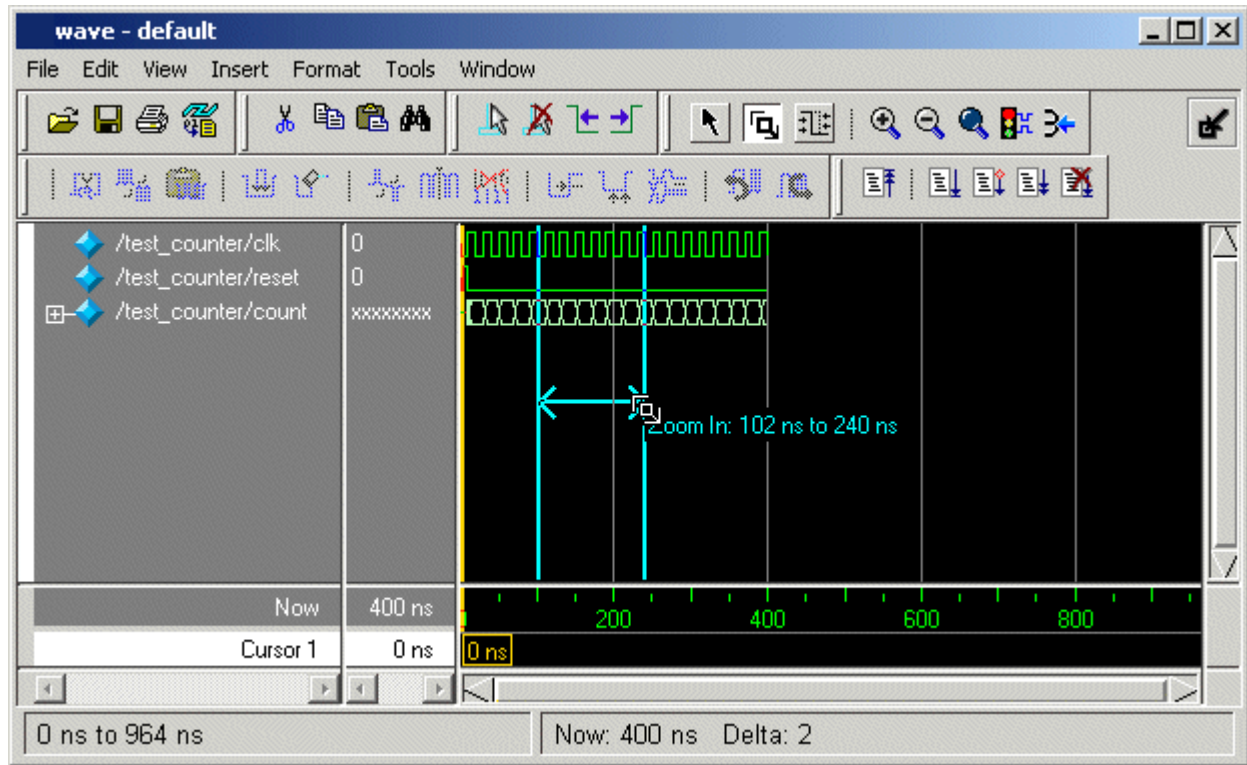 wave - default
File Edit View Insert Format Tools Window
/test_counter/clk 0
/test_counter/reset 0
/test_counter/count xxxxxxxx
Zoom In: 102 ns to 240 ns
Now 400 ns 200 400 600 800
Cursor 1 0 ns 0 ns
0 ns to 964 ns Now: 400 ns Delta: 2